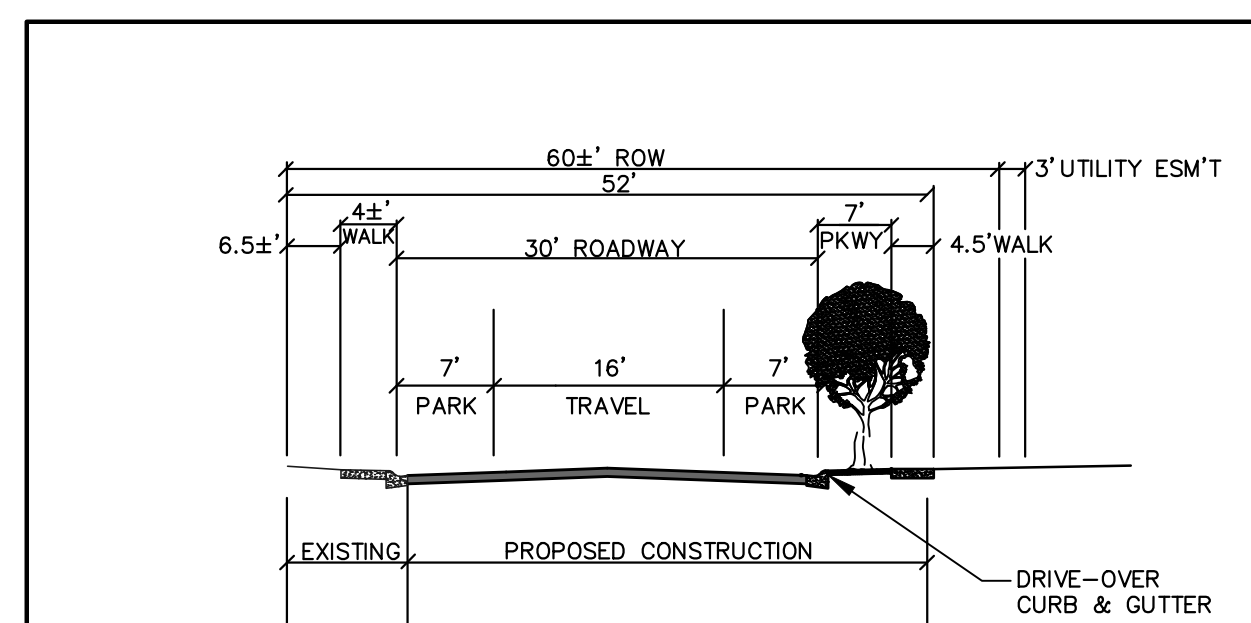 60±' ROW
3' UTILITY ESM'T
52'
4±'
WALK
7'
PKWY
6.5±'
30' ROADWAY
4.5' WALK
7'
PARK
16'
TRAVEL
7'
PARK
EXISTING
PROPOSED CONSTRUCTION
DRIVE-OVER
CURB & GUTTER